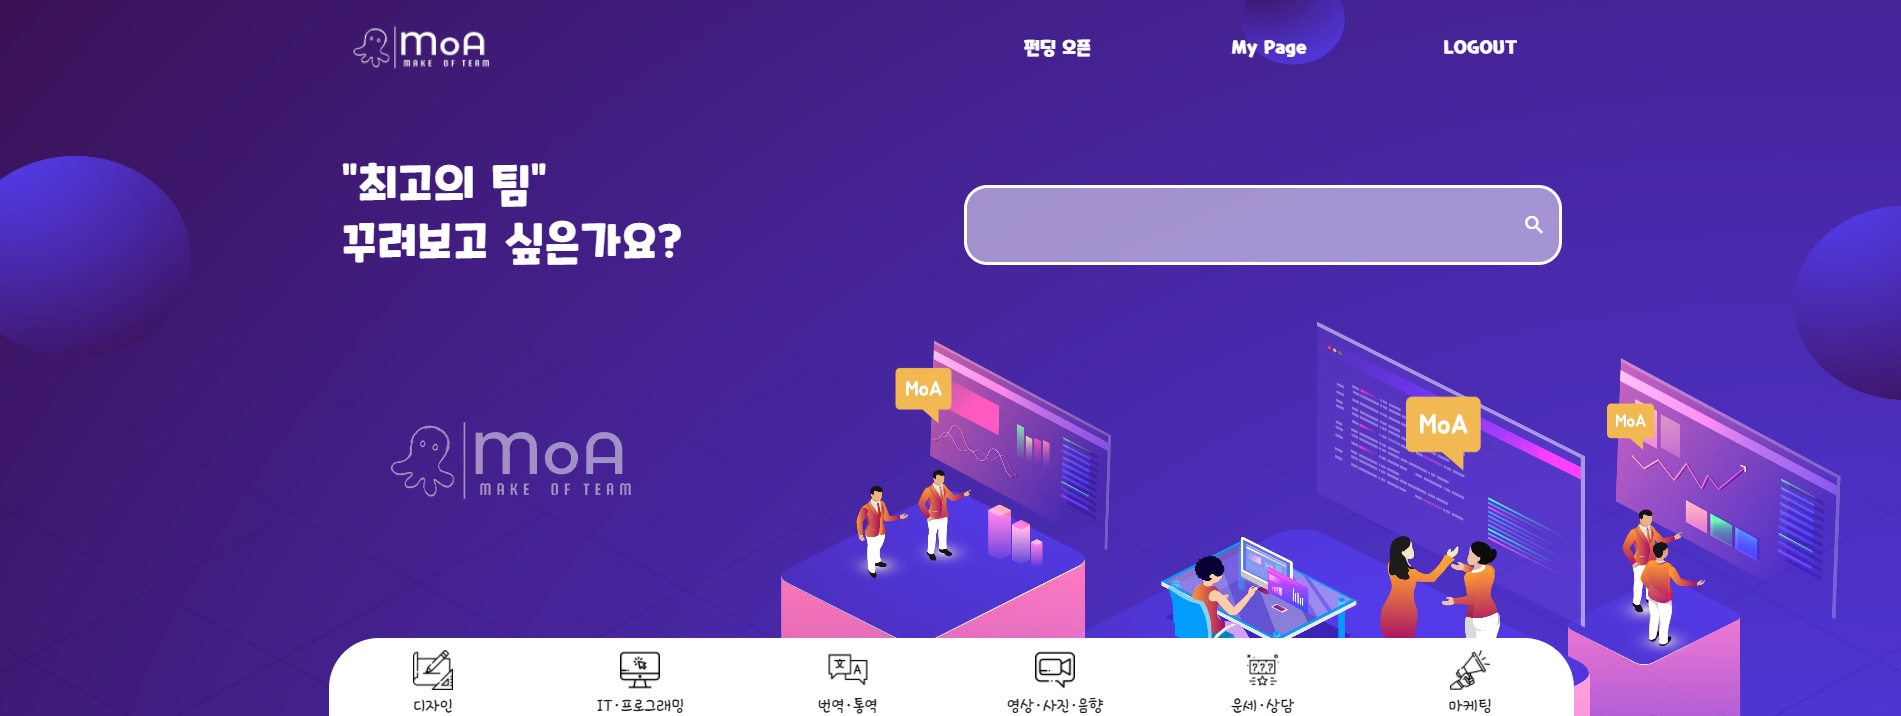 MoA
MAKE OF TEAM
펀딩 오픈
My Page
LOGOUT
"최고의 팀"
꾸려보고 싶은가요?
MoA
MoA
MoA
MoA
MAKE OF TEAM
文 A
???
디자인
IT·프로그래밍
번역·통역
영상·사진·음향
운세·상담
마케팅